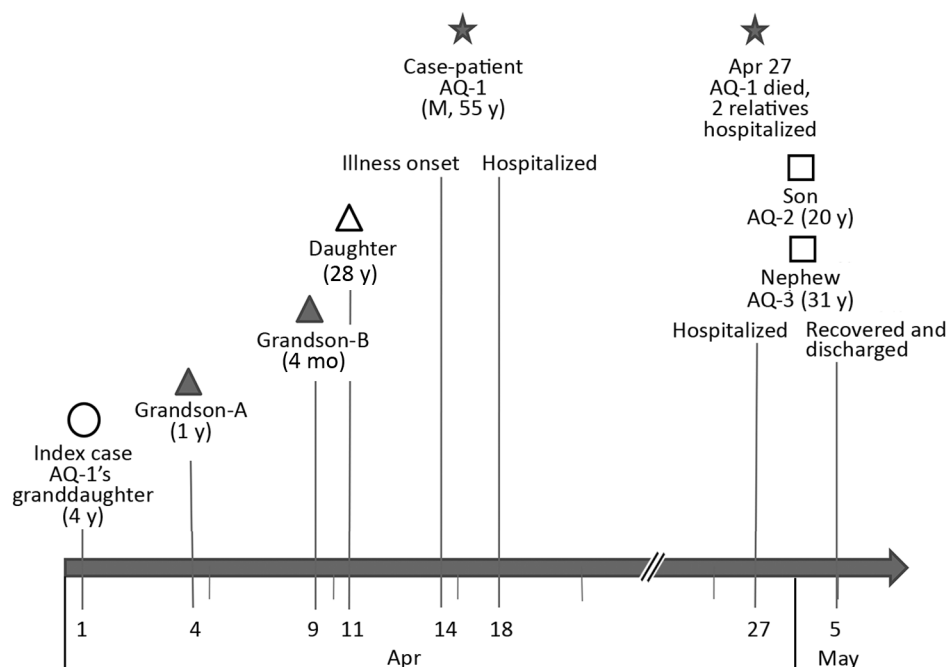 Case-patient
AQ-1
(M, 55 y)
Apr 27
AQ-1 died,
2 relatives
hospitalized
Illness onset
Hospitalized
Son
AQ-2 (20 y)
Daughter
(28 y)
Nephew
AQ-3 (31 y)
Grandson-B
(4 mo)
Hospitalized
Recovered and
discharged
Grandson-A
(1 y)
Index case
AQ-1's
granddaughter
(4 y)
1
4
9
11
14
18
27
5
Apr
May